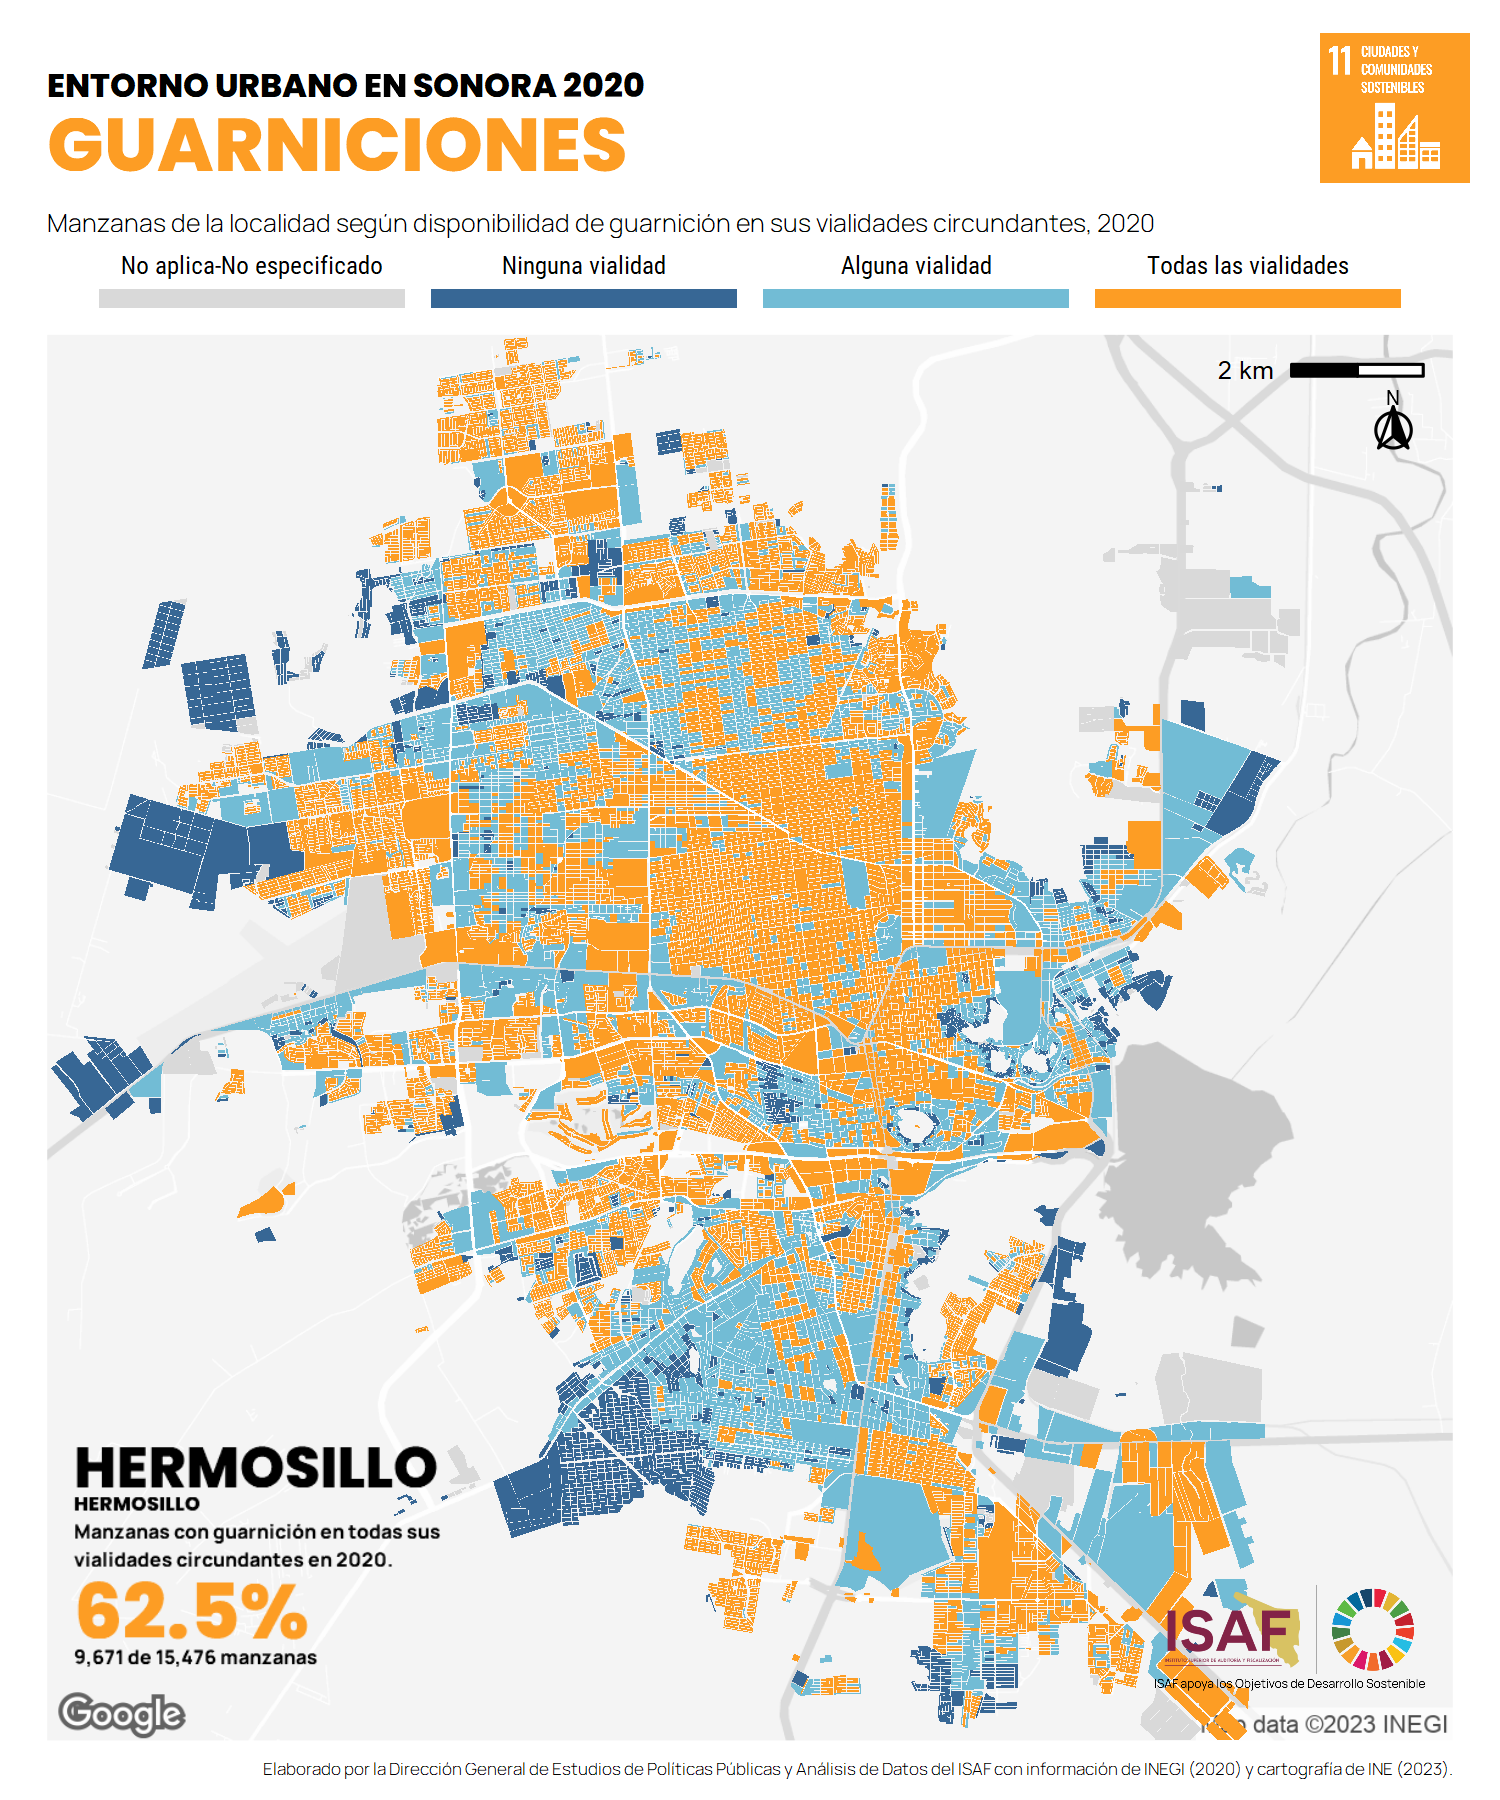 ENTORNO URBANO EN SONORA 2020
GUARNICIONES
11 CIUDADES Y
COMUNIDADES
SOSTENIBLES
Manzanas de la localidad según disponibilidad de guarnición en sus vialidades circundantes, 2020
No aplica-No especificado
Ninguna vialidad
Alguna vialidad
Todas las vialidades
2 km
N
HERMOSILLO
HERMOSILLO
Manzanas con guarnición en todas sus
vialidades circundantes en 2020.
62.5%
9,671 de 15,476 manzanas
ISAF
INSTITUTO SUPERIOR DE AUDITORÍA Y FISCALIZACIÓN
ISAF apoya los Objetivos de Desarrollo Sostenible
Google
data ©2023 INEGI
Elaborado por la Dirección General de Estudios de Políticas Públicas y Análisis de Datos del ISAF con información de INEGI (2020) y cartografía de INE (2023).